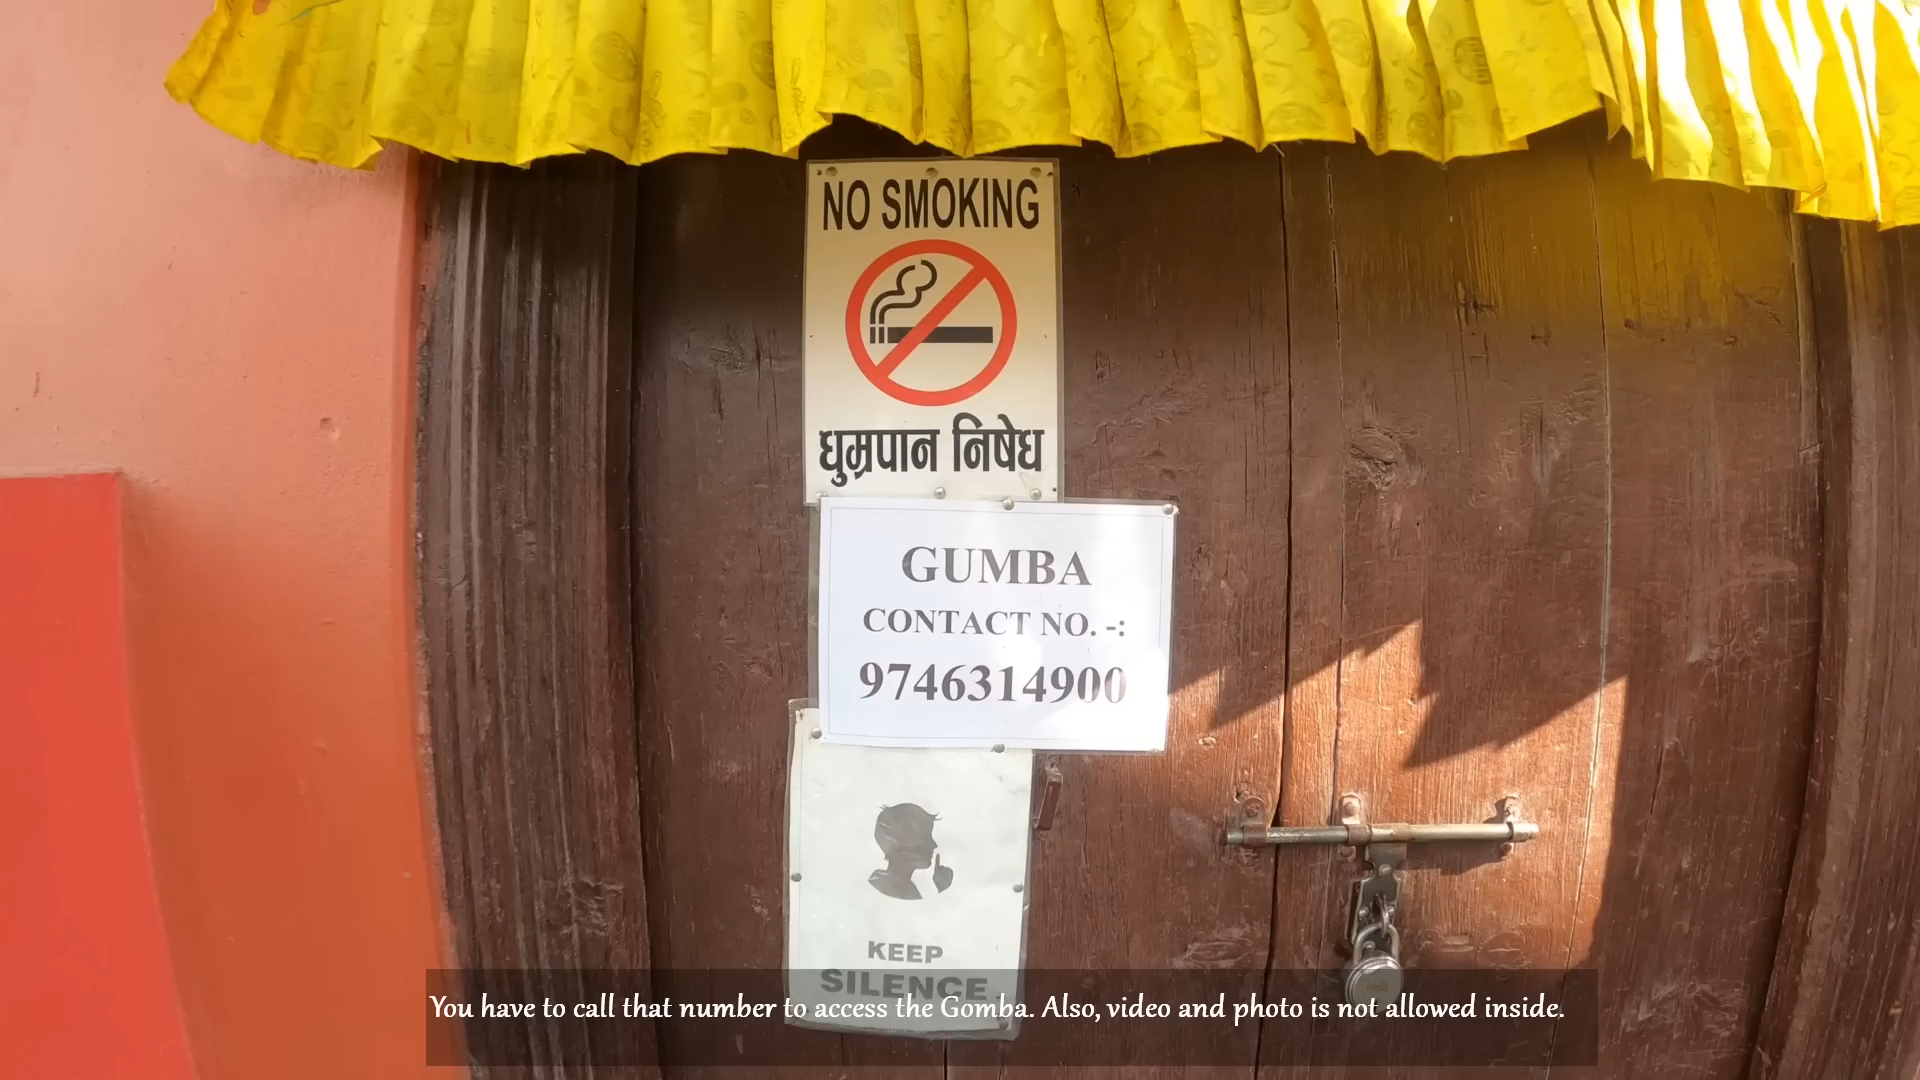 NO SMOKING
धुम्रपान निषेध
GUMBA
CONTACT NO. -:
9746314900
KEEP
SILENCE
You have to call that number to access the Gomba. Also, video and photo is not allowed inside.